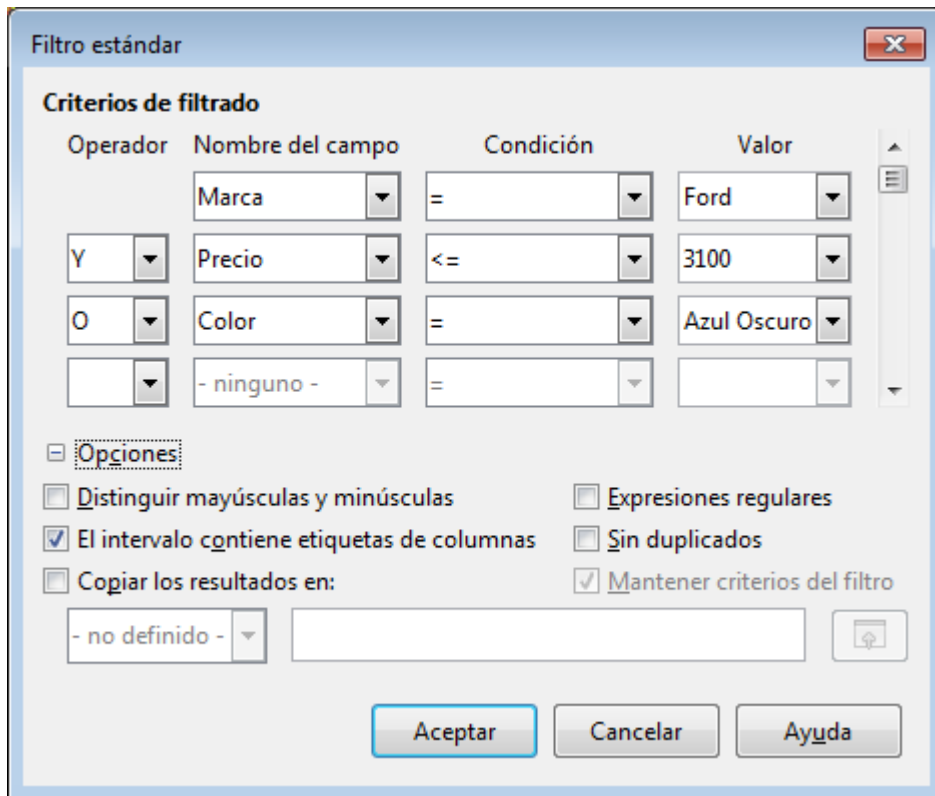 Filtro estándar
Criterios de filtrado
Operador Nombre del campo Condición Valor
Marca = Ford
Y Precio <= 3100
O Color = Azul Oscuro
- ninguno - =
Opciones
Distinguir mayúsculas y minúsculas Expresiones regulares
El intervalo contiene etiquetas de columnas Sin duplicados
Copiar los resultados en: Mantener criterios del filtro
- no definido -
Aceptar Cancelar Ayuda